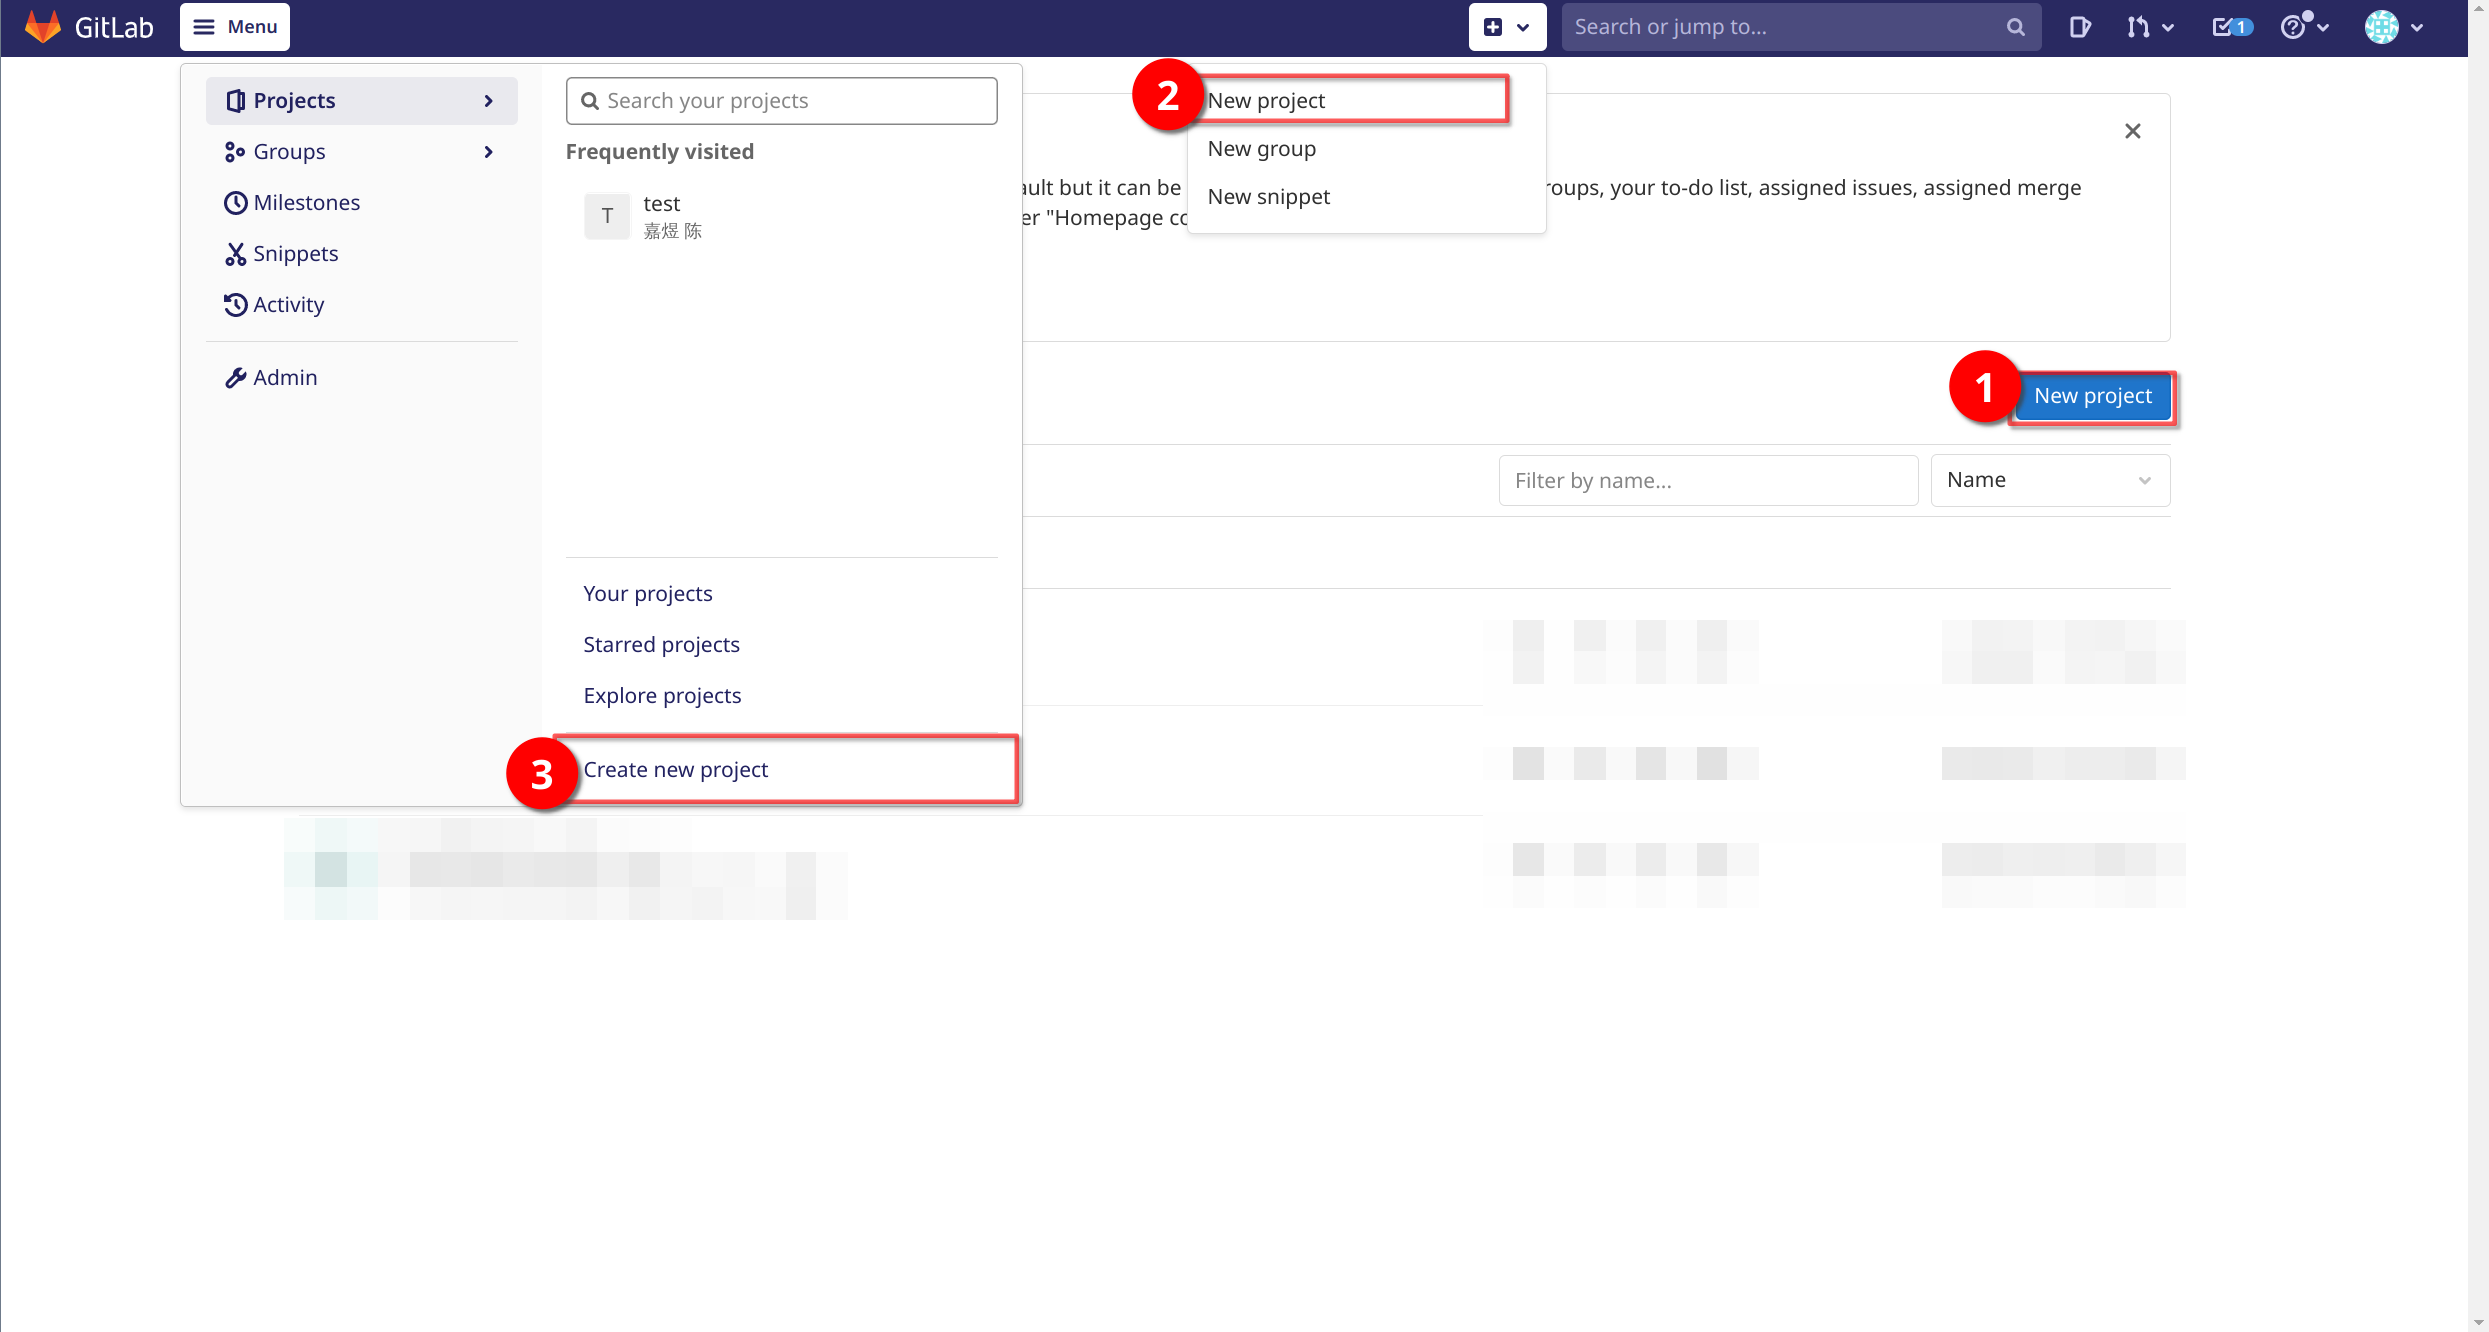 GitLab
Menu
Search or jump to...
1
Projects
Groups
Milestones
Snippets
Activity
Admin
Search your projects
Frequently visited
T
test
嘉煜 陈
Your projects
Starred projects
Explore projects
3
Create new project
2
New project
New group
New snippet
ault but it can be
roups, your to-do list, assigned issues, assigned merge
er "Homepage co
1
New project
Filter by name...
Name